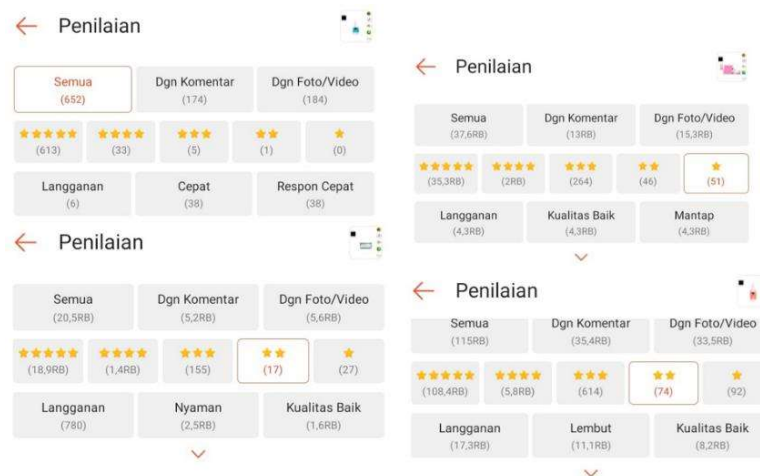 Penilaian
Semua Dgn Komentar Dgn Foto/Video
(652) (174) (184)
(613) (33) (5) (1) (0)
Langganan Cepat Respon Cepat
(6) (38) (38)
Penilaian
Semua Dgn Komentar Dgn Foto/Video
(20,5RB) (5,2RB) (5,6RB)
(18,9RB) (1,4RB) (155) (17) (27)
Langganan Nyaman Kualitas Baik
(780) (2,5RB) (1,6RB)
Penilaian
Semua Dgn Komentar Dgn Foto/Video
(37,6RB) (13RB) (15,3RB)
(35,3RB) (2RB) (264) (46) (51)
Langganan Kualitas Baik Mantap
(4,3RB) (4,3RB) (4,3RB)
Penilaian
Semua Dgn Komentar Dgn Foto/Video
(115RB) (35,4RB) (33,5RB)
(108,4RB) (5,8RB) (614) (74) (92)
Langganan Lembut Kualitas Baik
(17,3RB) (11,1RB) (8,2RB)